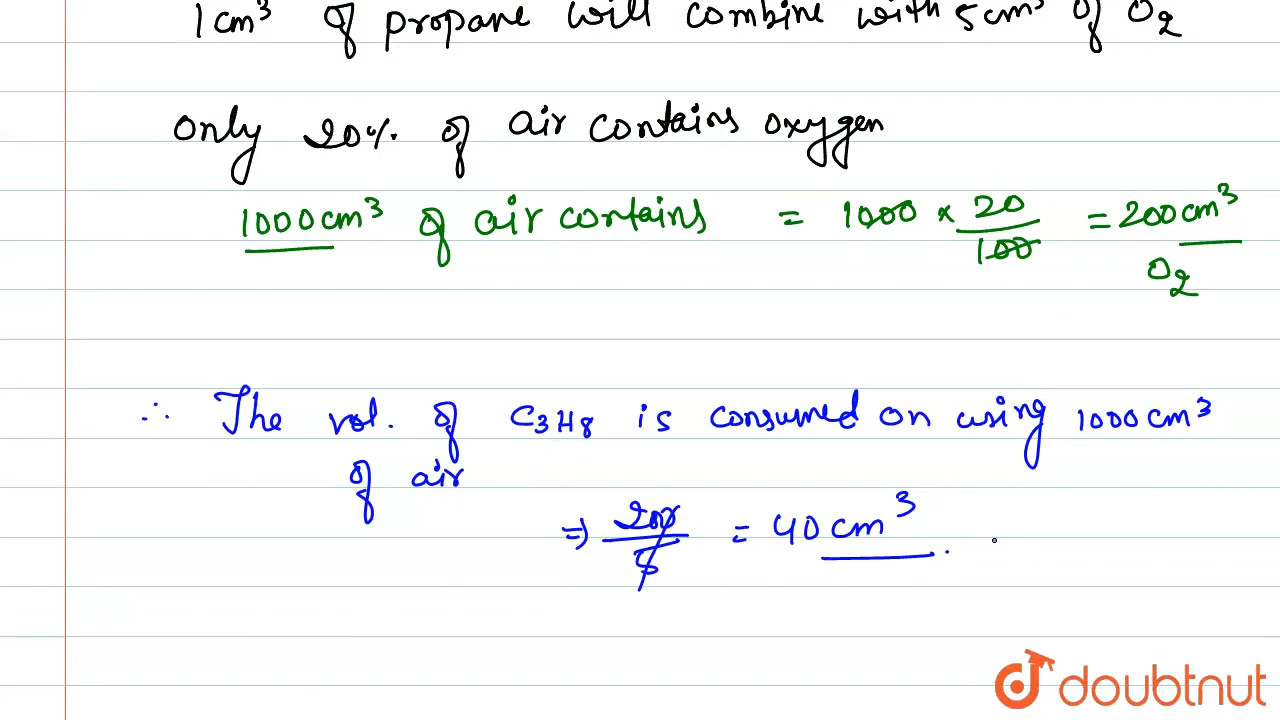 1cm³ of propane will combine with 5cm³ of O₂
Only 20% of air contains oxygen
1000cm³ of air contains = 1000 × 20/100 = 200cm³
O₂
∴ The vol. of C₃H₈ is consumed on using 1000cm³
of air
⇒ 200/5 = 40cm³.
doubtnut